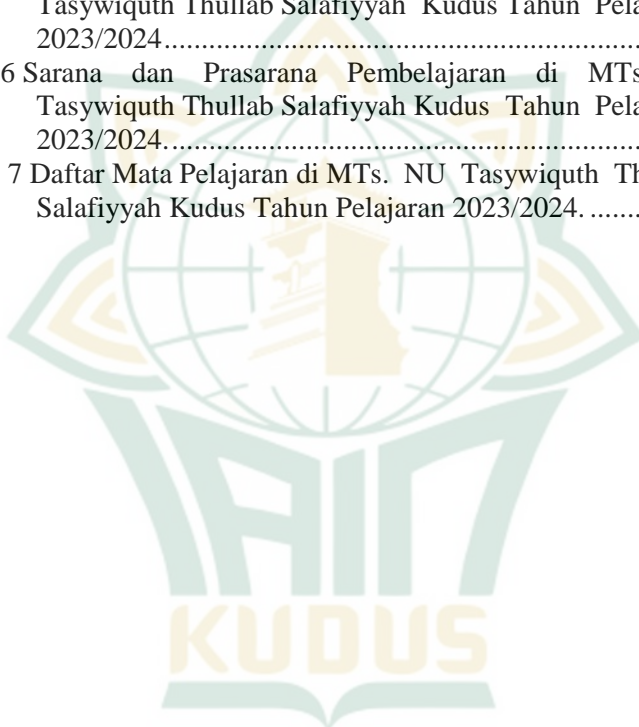 Tasywiquth Thullab Salafiyyah Kudus Tahun Pela
2023/2024.......................................................
6 Sarana dan Prasarana Pembelajaran di MTs
Tasywiquth Thullab Salafiyyah Kudus Tahun Pela
2023/2024.......................................................
7 Daftar Mata Pelajaran di MTs. NU Tasywiquth Th
Salafiyyah Kudus Tahun Pelajaran 2023/2024. .......
IAIN
KUDUS